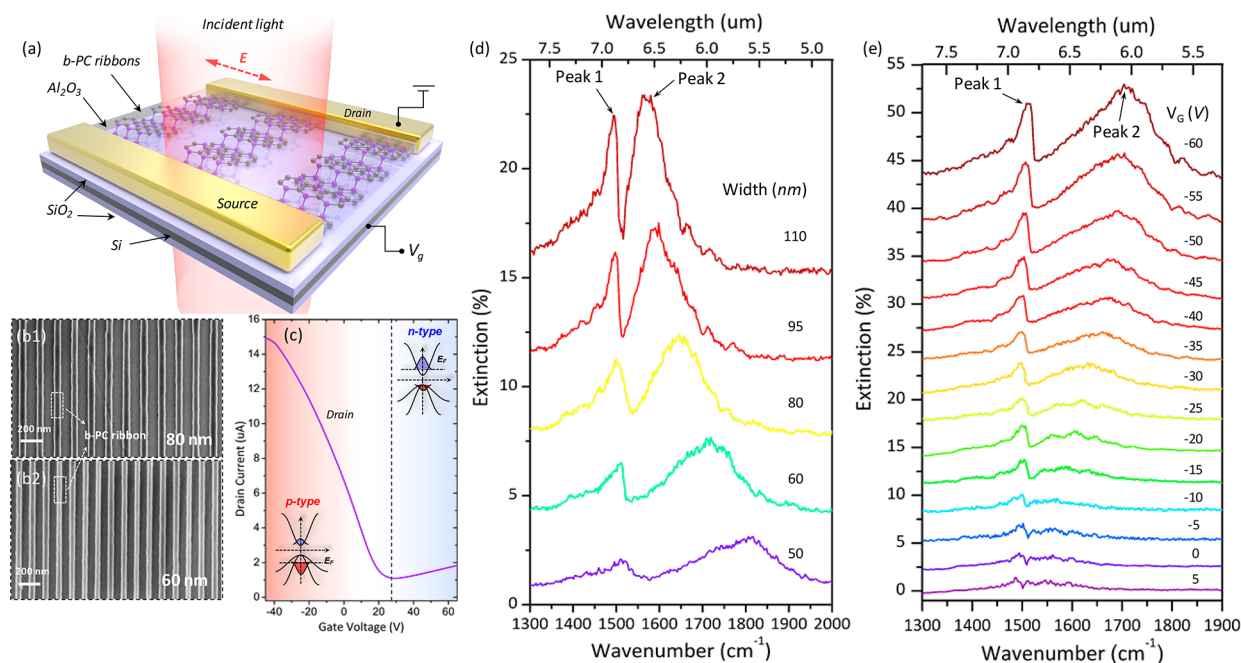 (a)
Incident light
b-PC ribbons
Al2O3
E
Drain
Source
SiO2
Si
Vg
(b1)
200 nm
b-PC ribbon
80 nm
(b2)
200 nm
60 nm
(c)
n-type
EF
Drain
p-type
EF
16
14
12
10
8
6
4
2
0
Drain Current (uA)
-40 -20 0 20 40 60
Gate Voltage (V)
(d)
Wavelength (um)
7.5 7.0 6.5 6.0 5.5 5.0
Peak 1
Peak 2
Width (nm)
110
95
80
60
50
25
20
15
10
5
0
Extinction (%)
1300 1400 1500 1600 1700 1800 1900 2000
Wavenumber (cm-1)
(e)
Wavelength (um)
7.5 7.0 6.5 6.0 5.5
Peak 1
Peak 2
VG (V)
-60
-55
-50
-45
-40
-35
-30
-25
-20
-15
-10
-5
0
5
55
50
45
40
35
30
25
20
15
10
5
0
Extinction (%)
1300 1400 1500 1600 1700 1800 1900
Wavenumber (cm-1)